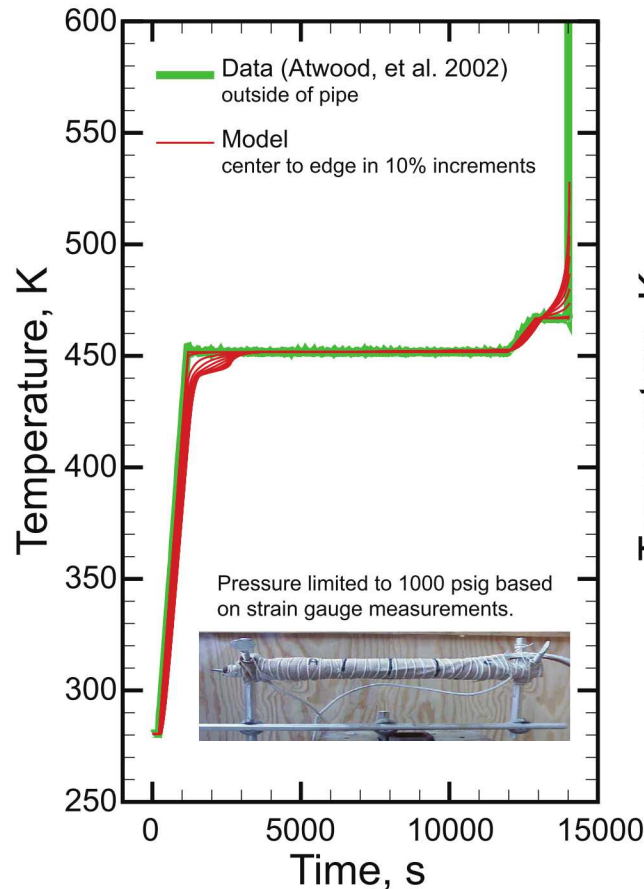 600
550
500
450
400
350
300
250
Temperature, K
Data (Atwood, et al. 2002)
outside of pipe
Model
center to edge in 10% increments
Pressure limited to 1000 psig based
on strain gauge measurements.
0
5000
10000
15000
Time, s